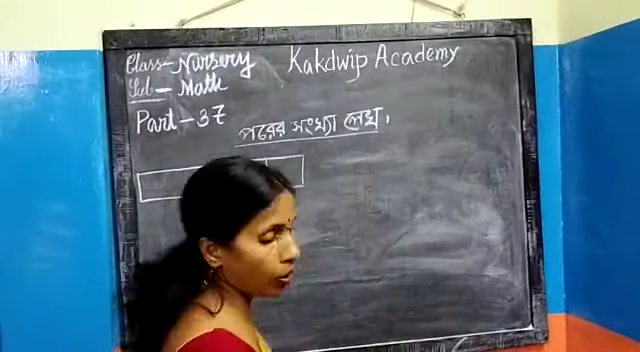 Class - Nursery
Kakdwip Academy
Sub - Math
Part - 37
পরের সংখ্যা লেখ,